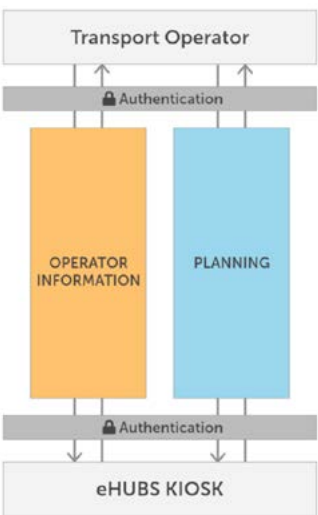 Transport Operator
Authentication
OPERATOR
INFORMATION
PLANNING
Authentication
eHUBS KIOSK